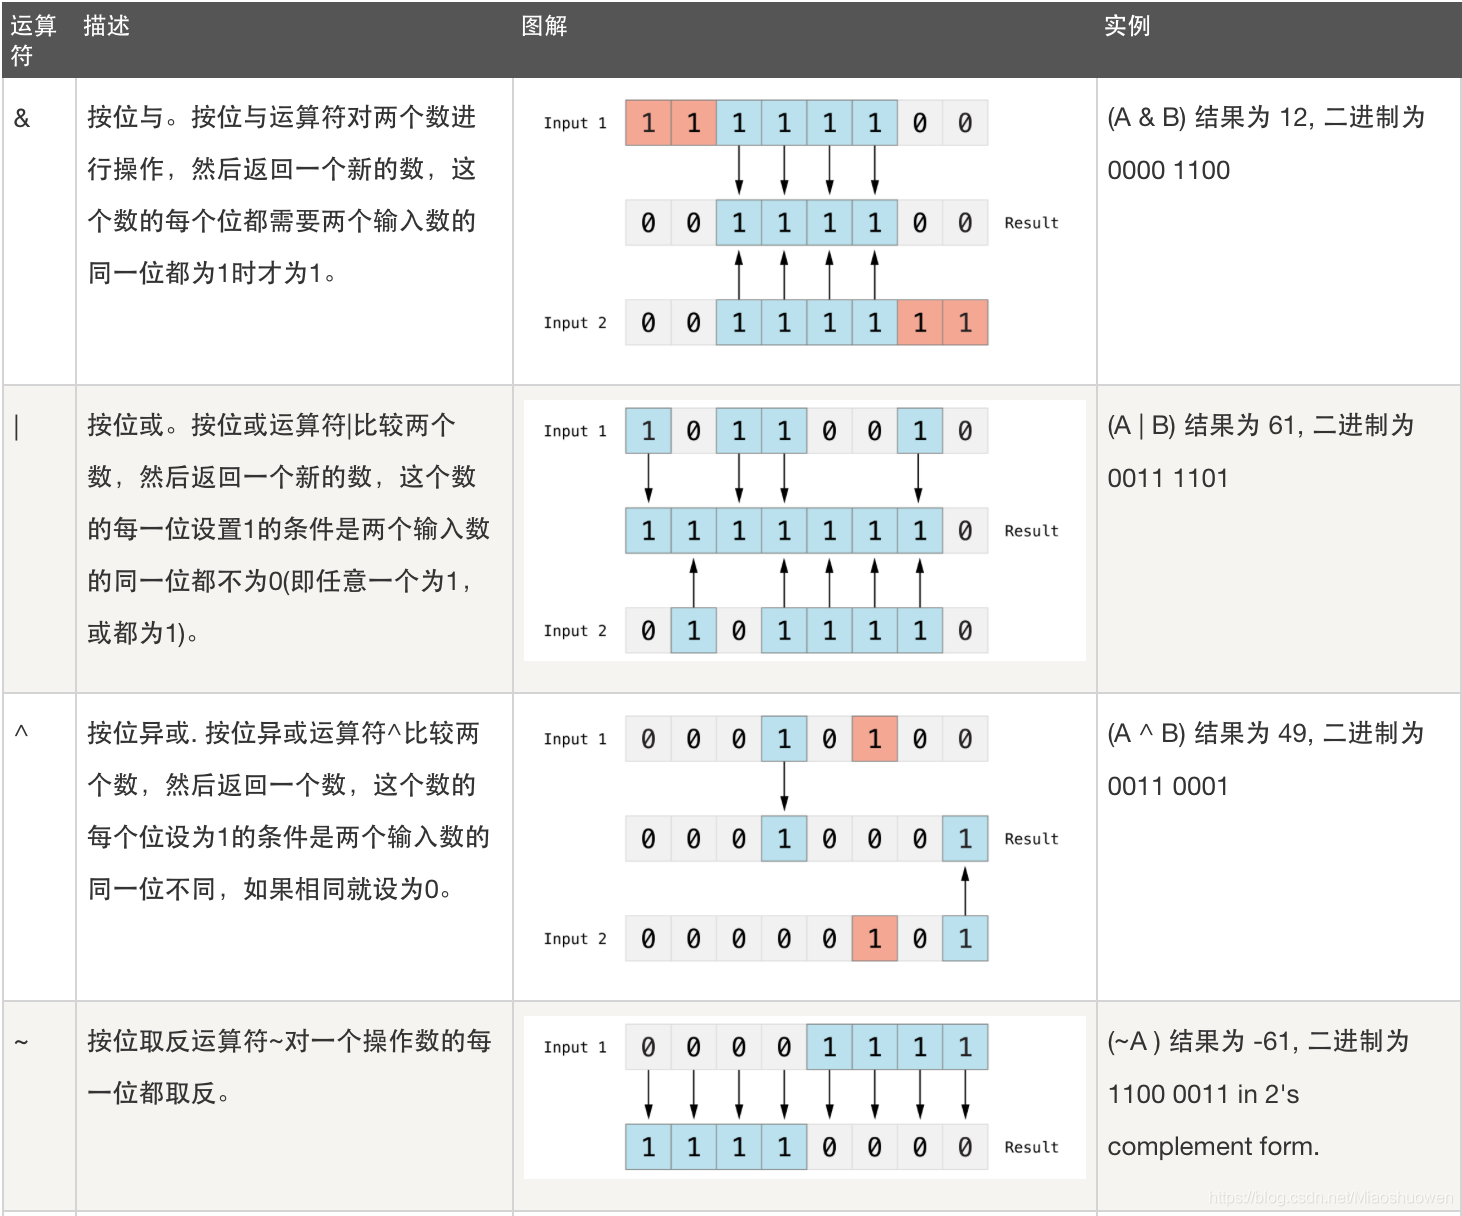 运算符 描述 图解 实例
&
按位与。按位与运算符对两个数进
行操作，然后返回一个新的数，这
个数的每个位都需要两个输入数的
同一位都为1时才为1。
Input 1 1 1 1 1 1 1 0 0
0 0 1 1 1 1 0 0 Result
Input 2 0 0 1 1 1 1 1 1
(A & B) 结果为 12, 二进制为
0000 1100
|
按位或。按位或运算符|比较两个
数，然后返回一个新的数，这个数
的每一位设置1的条件是两个输入数
的同一位都不为0(即任意一个为1，
或都为1)。
Input 1 1 0 1 1 0 0 1 0
1 1 1 1 1 1 1 0 Result
Input 2 0 1 0 1 1 1 1 0
(A | B) 结果为 61, 二进制为
0011 1101
^
按位异或. 按位异或运算符^比较两
个数，然后返回一个数，这个数的
每个位设为1的条件是两个输入数的
同一位不同，如果相同就设为0。
Input 1 0 0 0 1 0 1 0 0
0 0 0 1 0 0 0 1 Result
Input 2 0 0 0 0 0 1 0 1
(A ^ B) 结果为 49, 二进制为
0011 0001
~
按位取反运算符~对一个操作数的每
一位都取反。
Input 1 0 0 0 0 1 1 1 1
1 1 1 1 0 0 0 0 Result
(~A ) 结果为 -61, 二进制为
1100 0011 in 2's
complement form.
https://blog.csdn.net/Miaoshuowen